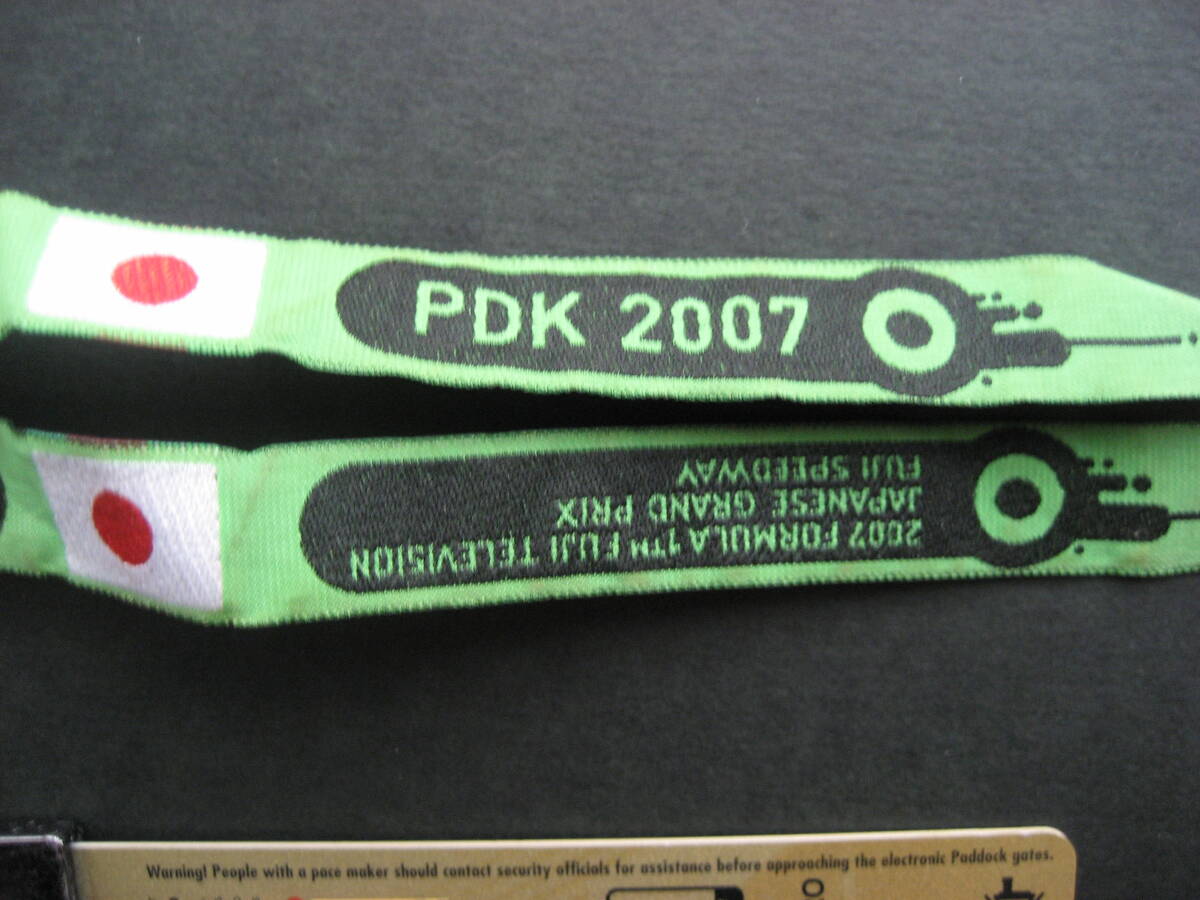 PDK 2007
2007 FORMULA 1™ FUJI TELEVISION
JAPANESE GRAND PRIX
FUJI SPEEDWAY
Warning! People with a pace maker should contact security officials for assistance before approaching the electronic Paddock gates.